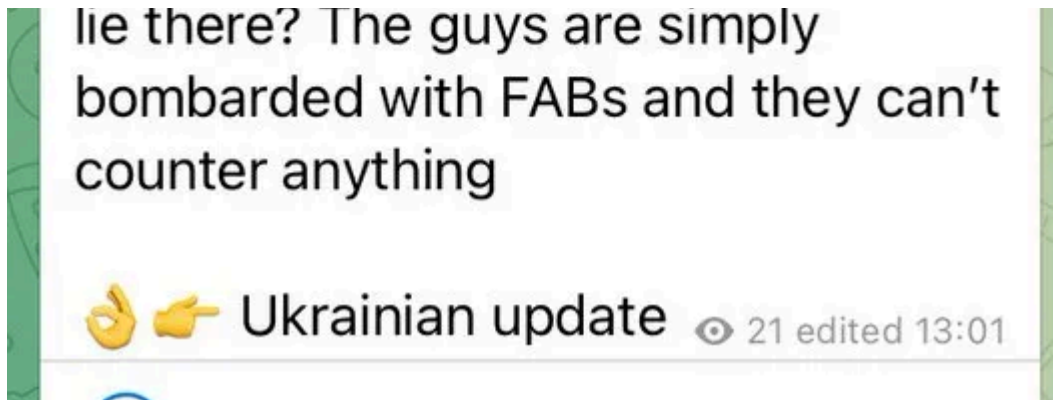 lie there? The guys are simply
bombarded with FABs and they can't
counter anything
👌👉 Ukrainian update 21 edited 13:01